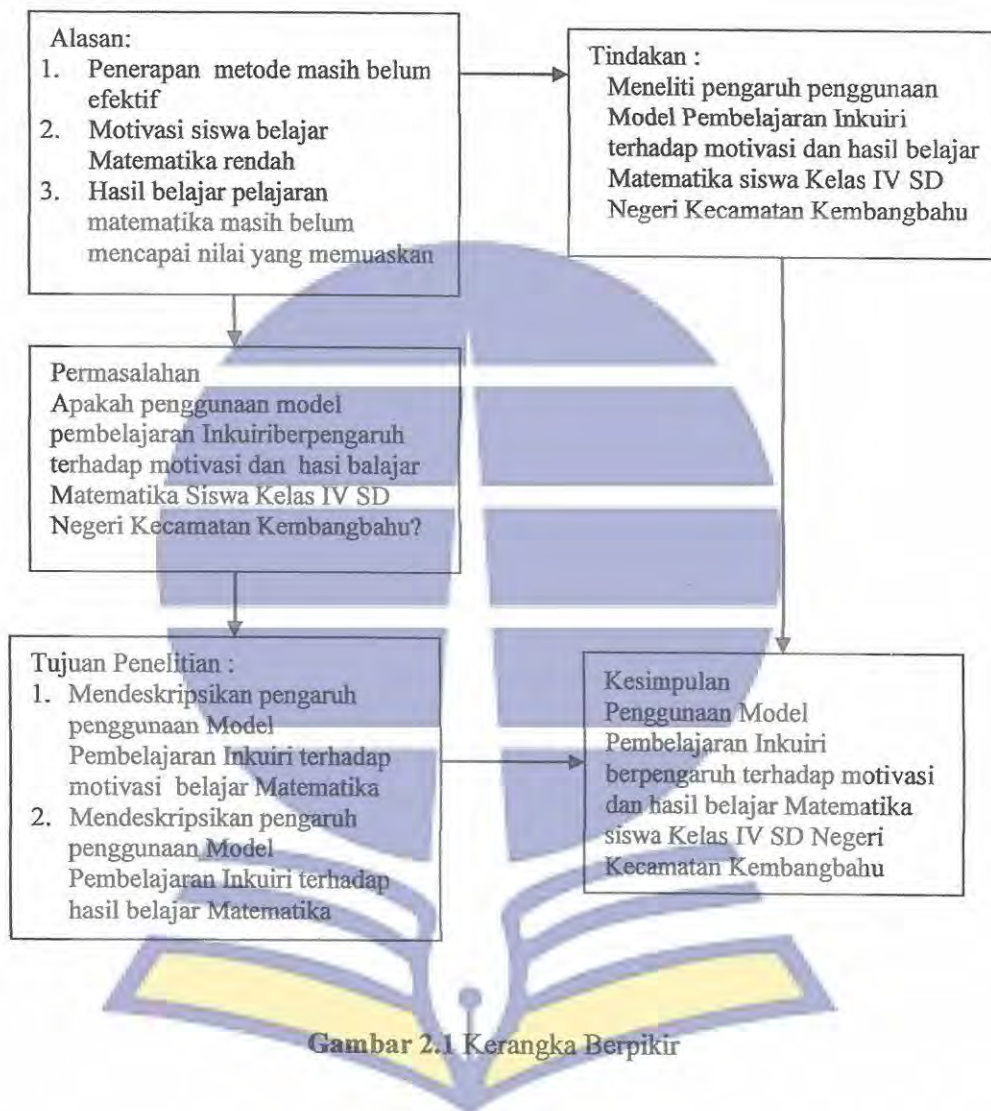 Alasan:
1. Penerapan metode masih belum
efektif
2. Motivasi siswa belajar
Matematika rendah
3. Hasil belajar pelajaran
matematika masih belum
mencapai nilai yang memuaskan
Tindakan :
Meneliti pengaruh penggunaan
Model Pembelajaran Inkuiri
terhadap motivasi dan hasil belajar
Matematika siswa Kelas IV SD
Negeri Kecamatan Kembangbahu
Permasalahan
Apakah penggunaan model
pembelajaran Inkuiriberpengaruh
terhadap motivasi dan hasi balajar
Matematika Siswa Kelas IV SD
Negeri Kecamatan Kembangbahu?
Tujuan Penelitian :
1. Mendeskripsikan pengaruh
penggunaan Model
Pembelajaran Inkuiri terhadap
motivasi belajar Matematika
2. Mendeskripsikan pengaruh
penggunaan Model
Pembelajaran Inkuiri terhadap
hasil belajar Matematika
Kesimpulan
Penggunaan Model
Pembelajaran Inkuiri
berpengaruh terhadap motivasi
dan hasil belajar Matematika
siswa Kelas IV SD Negeri
Kecamatan Kembangbahu
Gambar 2.1 Kerangka Berpikir